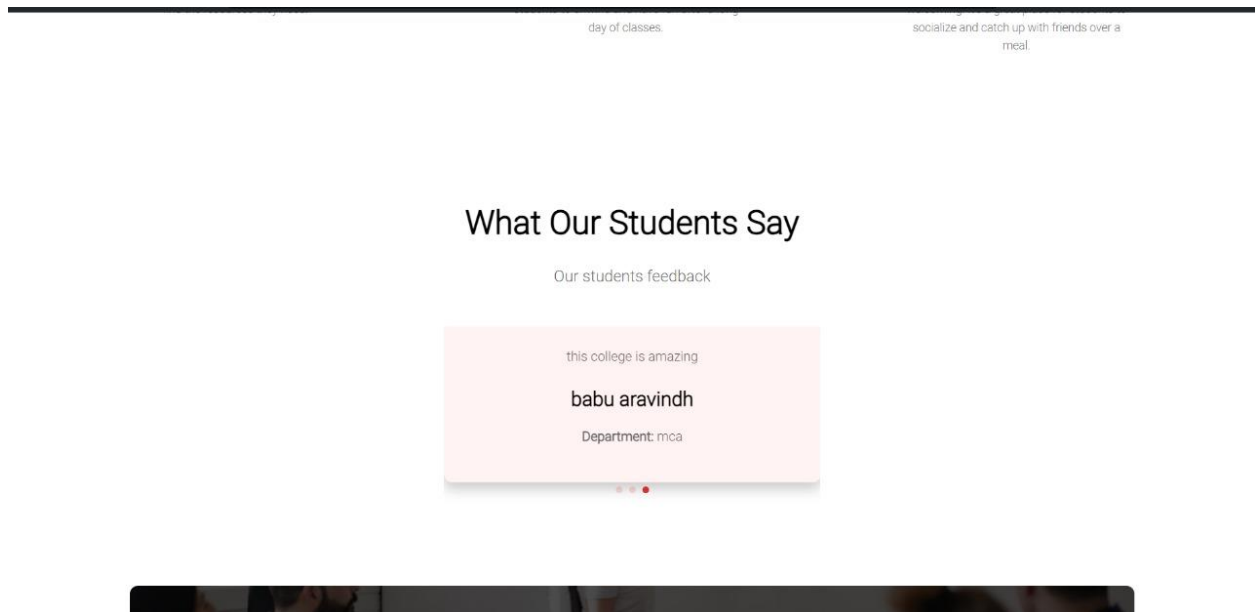 day of classes.
socialize and catch up with friends over a
meal.
What Our Students Say
Our students feedback
this college is amazing
babu aravindh
Department: mca